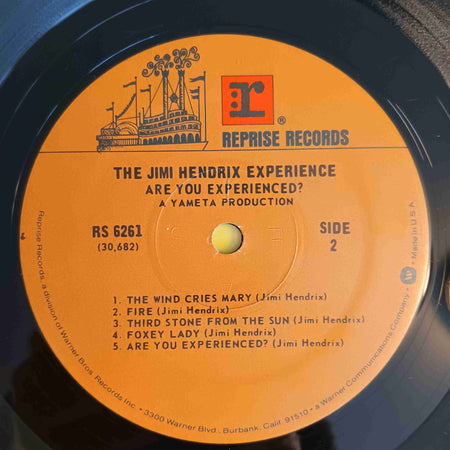 r
®
REPRISE RECORDS
THE JIMI HENDRIX EXPERIENCE
ARE YOU EXPERIENCED?
A YAMETA PRODUCTION
RS 6261
(30,682)
SIDE
2
1. THE WIND CRIES MARY (Jimi Hendrix)
2. FIRE (Jimi Hendrix)
3. THIRD STONE FROM THE SUN (Jimi Hendrix)
4. FOXEY LADY (Jimi Hendrix)
5. ARE YOU EXPERIENCED? (Jimi Hendrix)
Reprise Records, a division of Warner Bros. Records Inc. • 3300 Warner Blvd., Burbank, Calif. 91510 • a Warner Communications Company • W • Made in U.S.A.